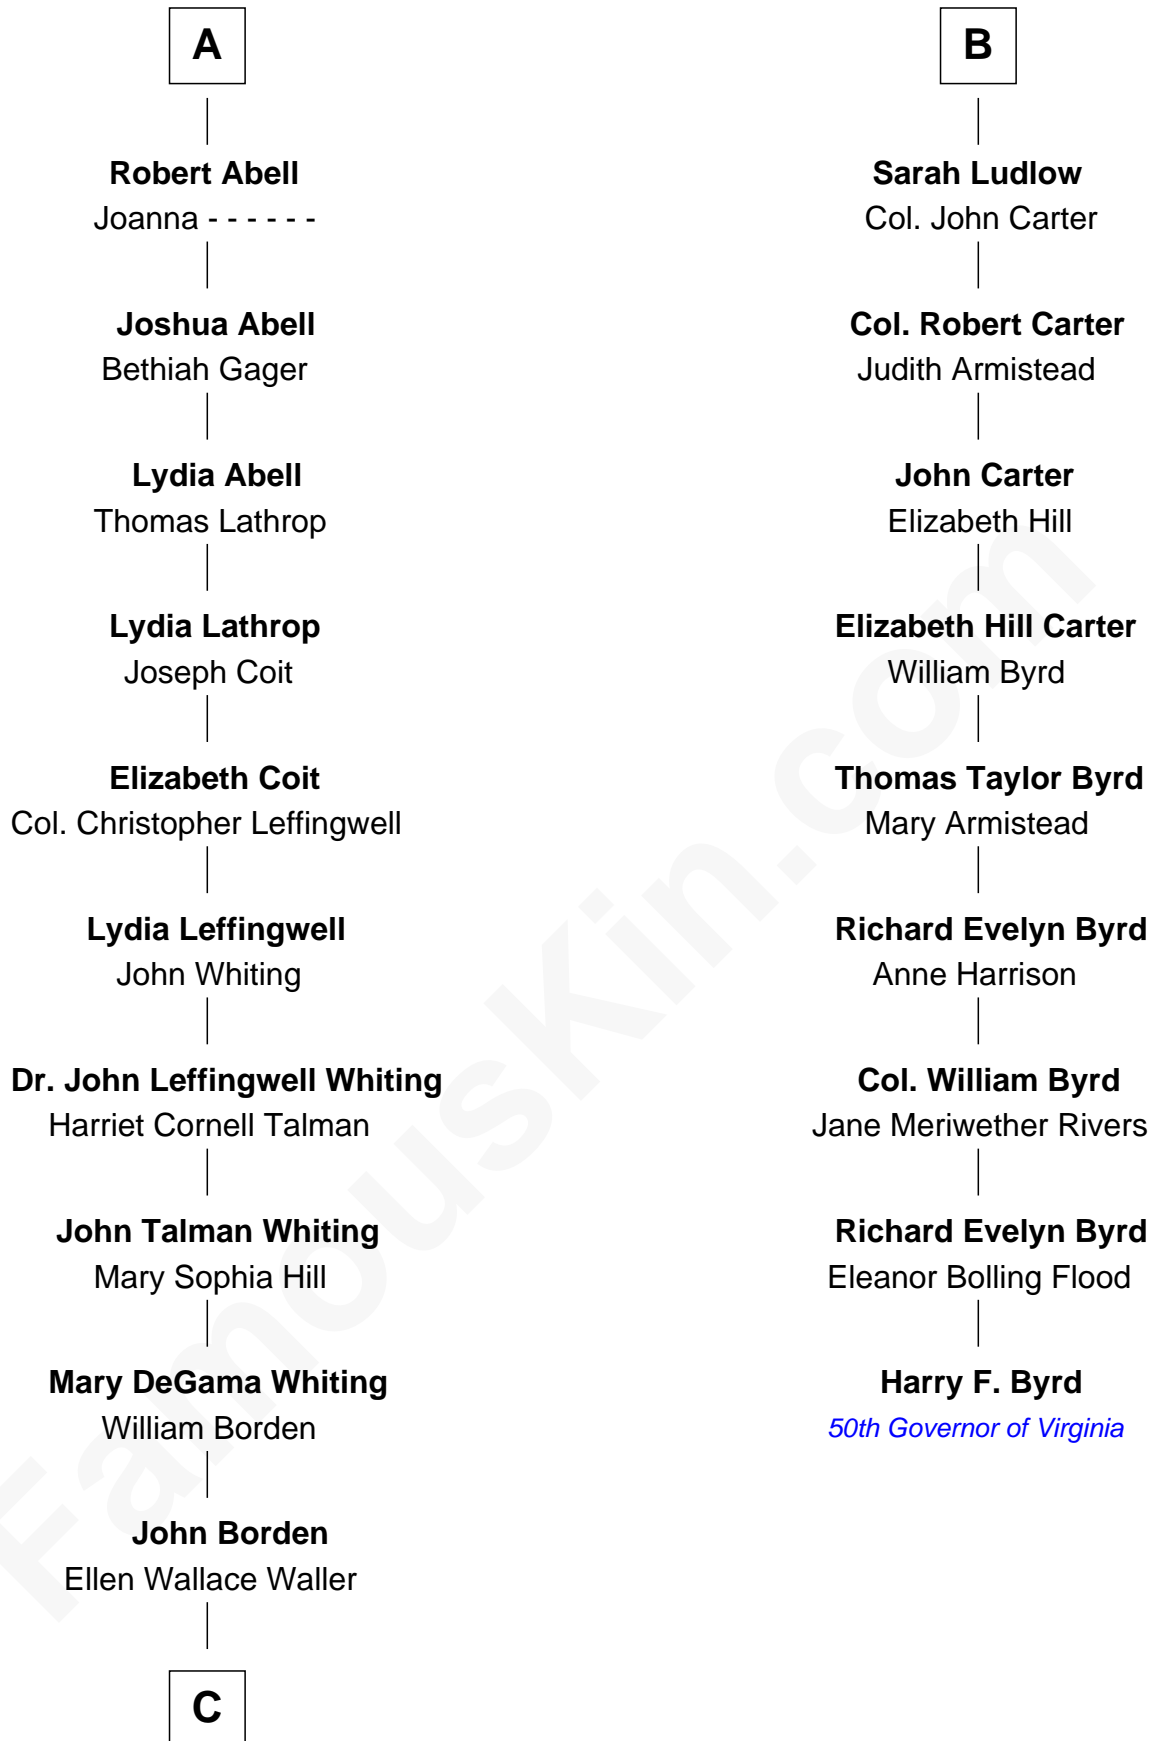 A
Robert Abell
Joanna - - - - - -
Joshua Abell
Bethiah Gager
Lydia Abell
Thomas Lathrop
Lydia Lathrop
Joseph Coit
Elizabeth Coit
Col. Christopher Leffingwell
Lydia Leffingwell
John Whiting
Dr. John Leffingwell Whiting
Harriet Cornell Talman
John Talman Whiting
Mary Sophia Hill
Mary DeGama Whiting
William Borden
John Borden
Ellen Wallace Waller
C
B
Sarah Ludlow
Col. John Carter
Col. Robert Carter
Judith Armistead
John Carter
Elizabeth Hill
Elizabeth Hill Carter
William Byrd
Thomas Taylor Byrd
Mary Armistead
Richard Evelyn Byrd
Anne Harrison
Col. William Byrd
Jane Meriwether Rivers
Richard Evelyn Byrd
Eleanor Bolling Flood
Harry F. Byrd
50th Governor of Virginia
FamousKin.com